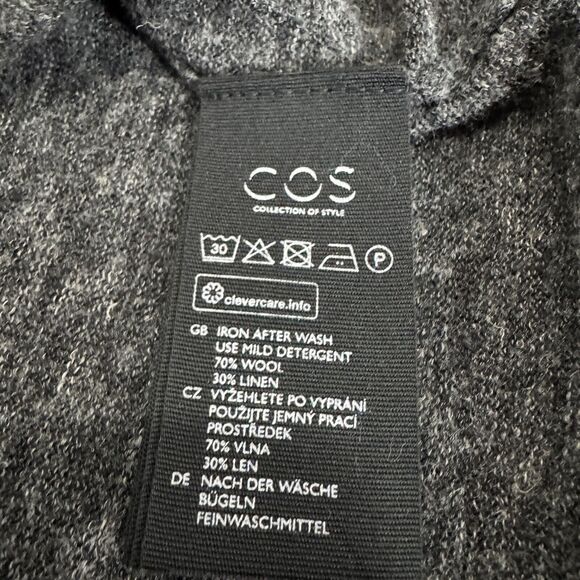 COS
COLLECTION OF STYLE
30 P
clevercare.info
GB IRON AFTER WASH
USE MILD DETERGENT
70% WOOL
30% LINEN
CZ VYŽEHLETE PO VYPRÁNÍ
POUŽIJTE JEMNÝ PRACÍ
PROSTŘEDEK
70% VLNA
30% LEN
DE NACH DER WÄSCHE
BÜGELN
FEINWASCHMITTEL